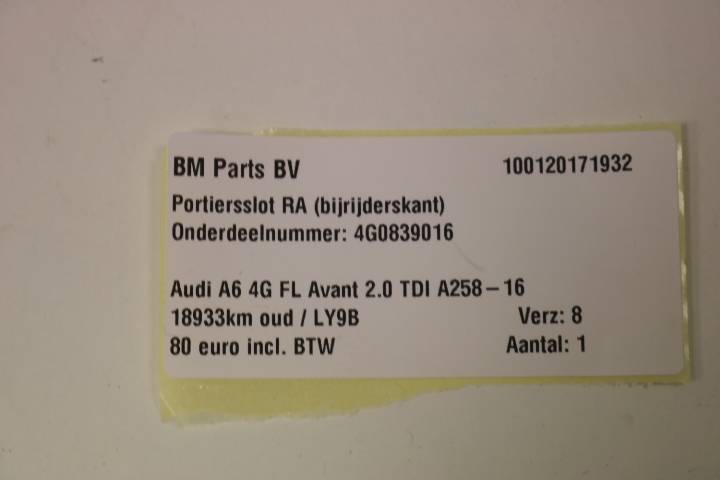 BM Parts BV 100120171932
Portiersslot RA (bijrijderskant)
Onderdeelnummer: 4G0839016
Audi A6 4G FL Avant 2.0 TDI A258-16
18933km oud / LY9B Verz: 8
80 euro incl. BTW Aantal: 1